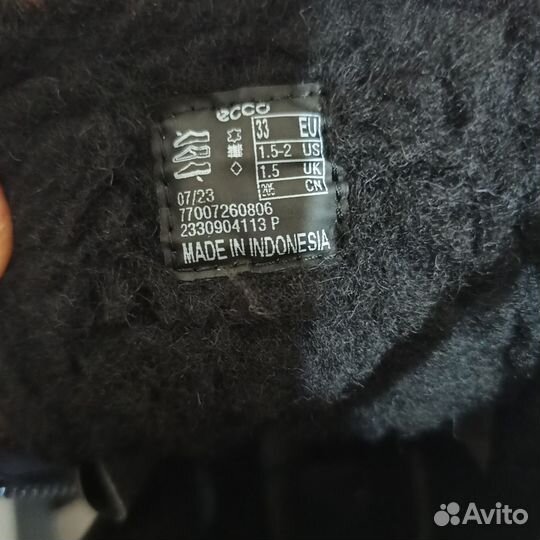 ecco
33 EU
1.5-2 US
1.5 UK
205 CN
07/23
77007260806
2330904113 P
MADE IN INDONESIA
Avito